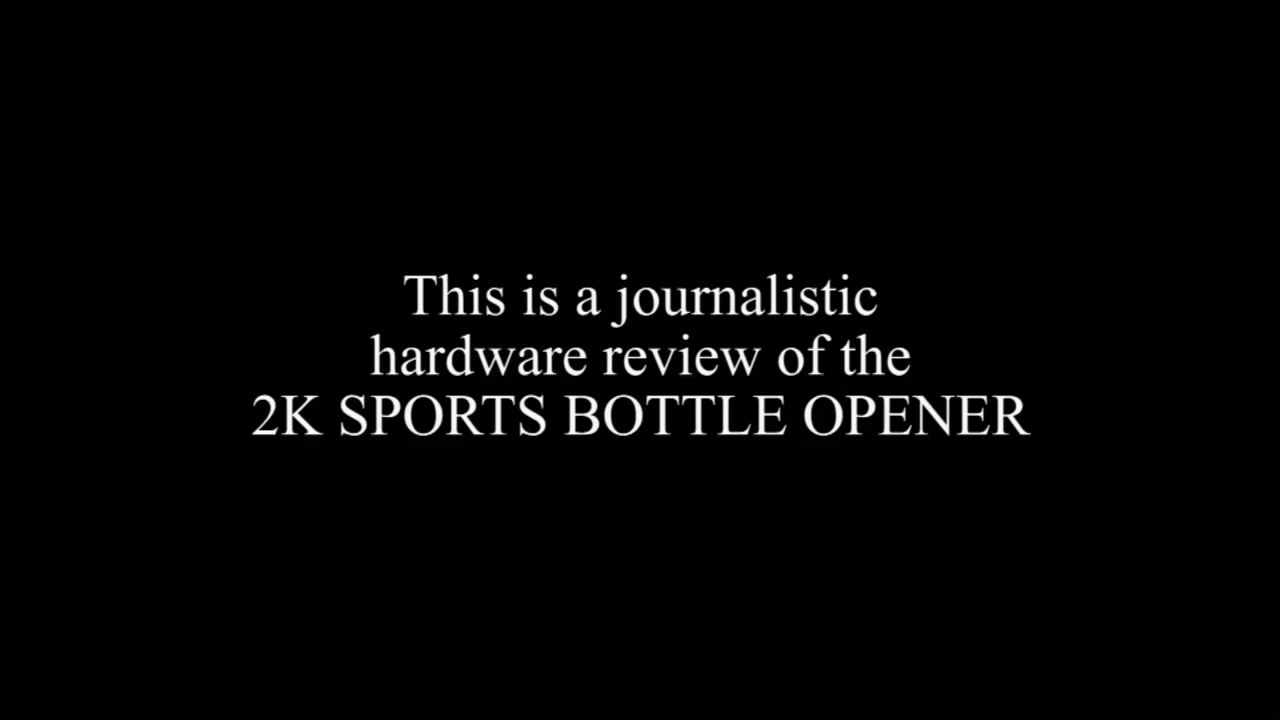 This is a journalistic
hardware review of the
2K SPORTS BOTTLE OPENER